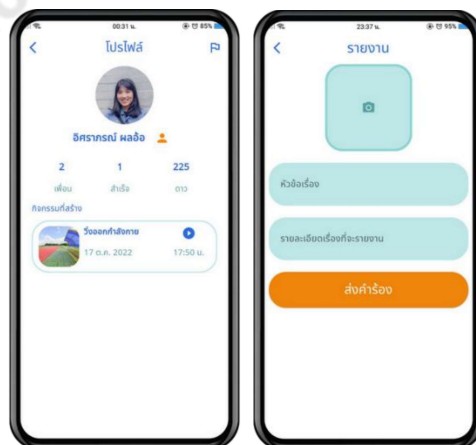 00:31 น.
85%
โปรไฟล์
อิศราภรณ์ ผลอ้อ
2 1 225
เพื่อน สำเร็จ ดาว
กิจกรรมที่สร้าง
วิ่งออกกำลังกาย
17 ต.ค. 2022 17:50 น.
23:37 น.
95%
รายงาน
หัวข้อเรื่อง
รายละเอียดเรื่องที่จะรายงาน
ส่งคำร้อง